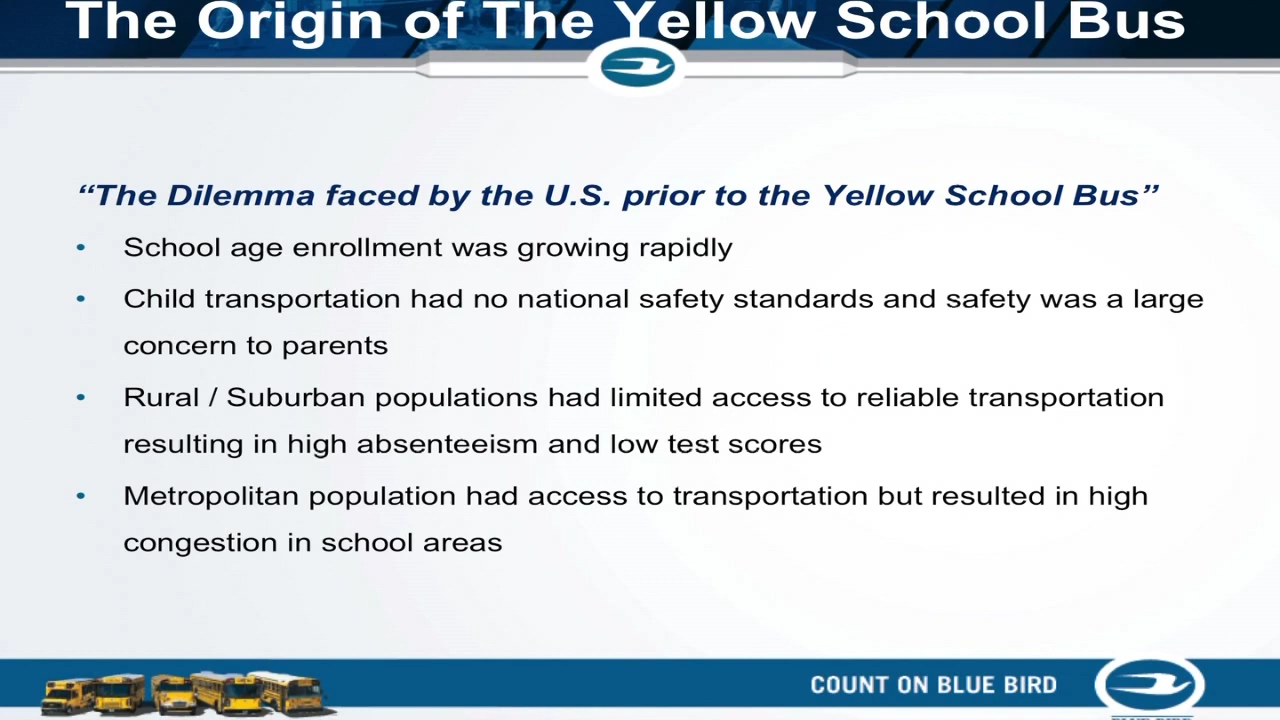 The Origin of The Yellow School Bus
“The Dilemma faced by the U.S. prior to the Yellow School Bus”
• School age enrollment was growing rapidly
• Child transportation had no national safety standards and safety was a large
concern to parents
• Rural / Suburban populations had limited access to reliable transportation
resulting in high absenteeism and low test scores
• Metropolitan population had access to transportation but resulted in high
congestion in school areas
COUNT ON BLUE BIRD
BLUE BIRD